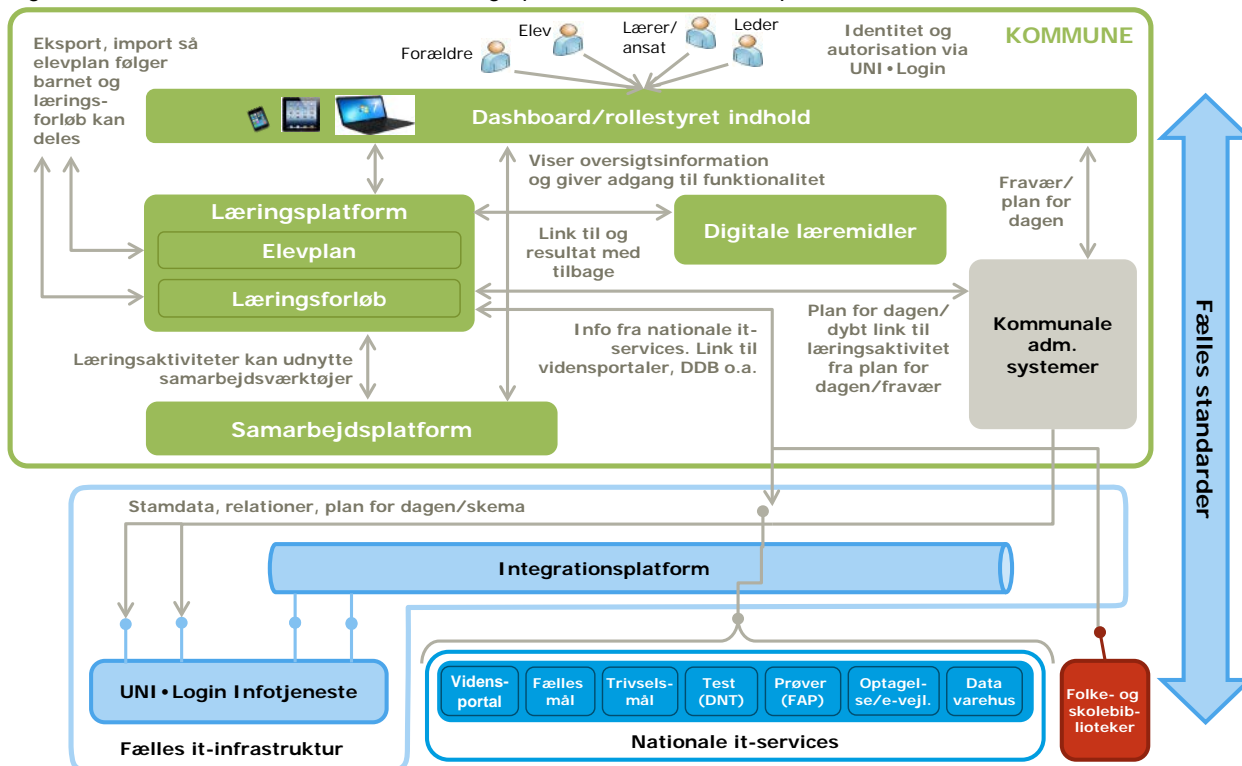 Elev
Lærer/
ansat
Leder
Forældre
Identitet og
autorisation via
UNI•Login
KOMMUNE
Eksport, import så
elevplan følger
barnet og
lærings-
forløb kan
deles
Dashboard/rollestyret indhold
Viser oversigtsinformation
og giver adgang til funktionalitet
Fravær/
plan for
dagen
Læringsplatform
Elevplan
Læringsforløb
Link til og
resultat med
tilbage
Digitale læremidler
Kommunale
adm.
systemer
Info fra nationale it-
services. Link til
vidensportaler, DDB o.a.
Plan for dagen/
dybt link til
læringsaktivitet
fra plan for
dagen/fravær
Læringsaktiviteter kan udnytte
samarbejdsværktøjer
Samarbejdsplatform
Fælles standarder
Stamdata, relationer, plan for dagen/skema
Integrationsplatform
UNI•Login Infotjeneste
Fælles it-infrastruktur
Videns-
portal
Fælles
mål
Trivsels-
mål
Test
(DNT)
Prøver
(FAP)
Optagel-
se/e-vejl.
Data
varehus
Nationale it-services
Folke- og
skolebib-
lioteker